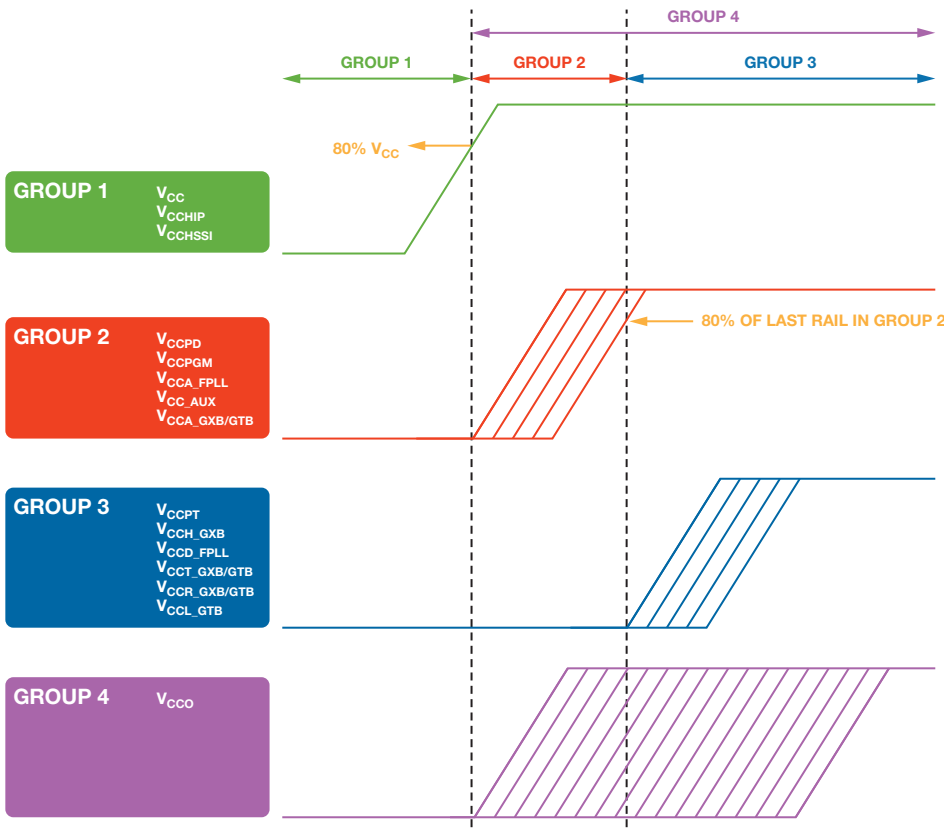 GROUP 4
GROUP 1
GROUP 2
GROUP 3
80% VCC
GROUP 1
VCC
VCCHIP
VCCHSSI
GROUP 2
VCCPD
VCCPGM
VCCA_FPLL
VCC_AUX
VCCA_GXB/GTB
80% OF LAST RAIL IN GROUP 2
GROUP 3
VCCPT
VCCH_GXB
VCCD_FPLL
VCCT_GXB/GTB
VCCR_GXB/GTB
VCCL_GTB
GROUP 4
VCCO